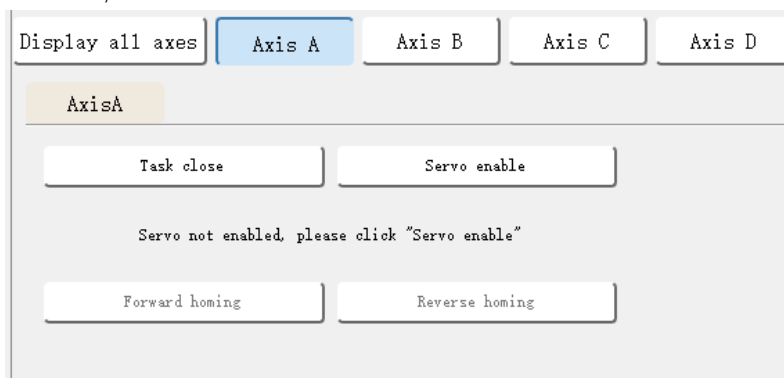 Display all axes Axis A Axis B Axis C Axis D
AxisA
Task close Servo enable
Servo not enabled, please click "Servo enable"
Forward homing Reverse homing